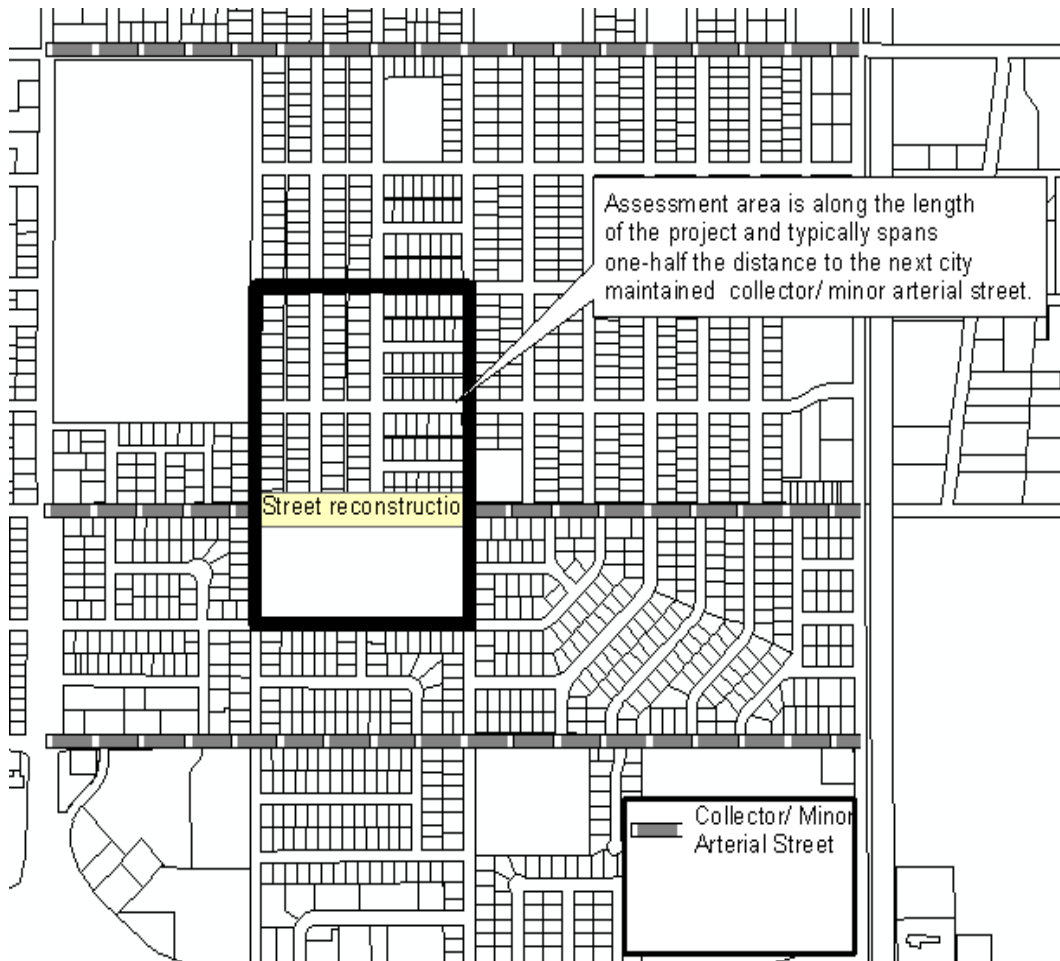 Assessment area is along the length
of the project and typically spans
one-half the distance to the next city
maintained collector/ minor arterial street.
Street reconstructio
Collector/ Minor
Arterial Street